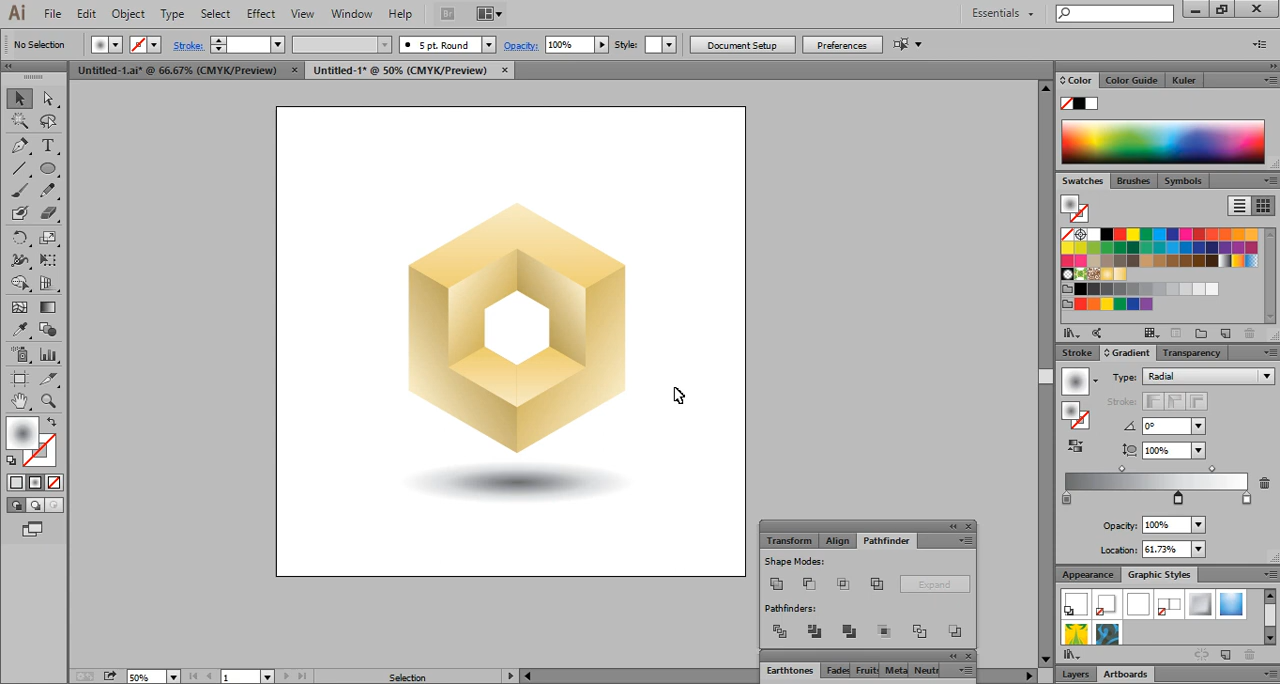 Ai File Edit Object Type Select Effect View Window Help Br Essentials
No Selection Stroke: 5 pt. Round Opacity: 100% Style: Document Setup Preferences
Untitled-1.ai* @ 66.67% (CMYK/Preview) × Untitled-1* @ 50% (CMYK/Preview) ×
Color Color Guide Kuler
Swatches Brushes Symbols
Stroke Gradient Transparency
Type: Radial
Stroke:
0°
100%
Opacity: 100%
Location: 61.73%
Transform Align Pathfinder
Shape Modes:
Expand
Pathfinders:
Earthtones Fades Fruits Meta Neutr
Appearance Graphic Styles
Layers Artboards
50% 1 Selection